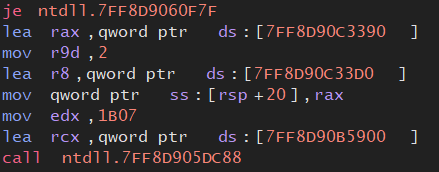 je ntdll.7FF8D9060F7F
lea rax,qword ptr ds:[7FF8D90C3390]
mov r9d,2
lea r8,qword ptr ds:[7FF8D90C33D0]
mov qword ptr ss:[rsp+20],rax
mov edx,1B07
lea rcx,qword ptr ds:[7FF8D90B5900]
call ntdll.7FF8D905DC88